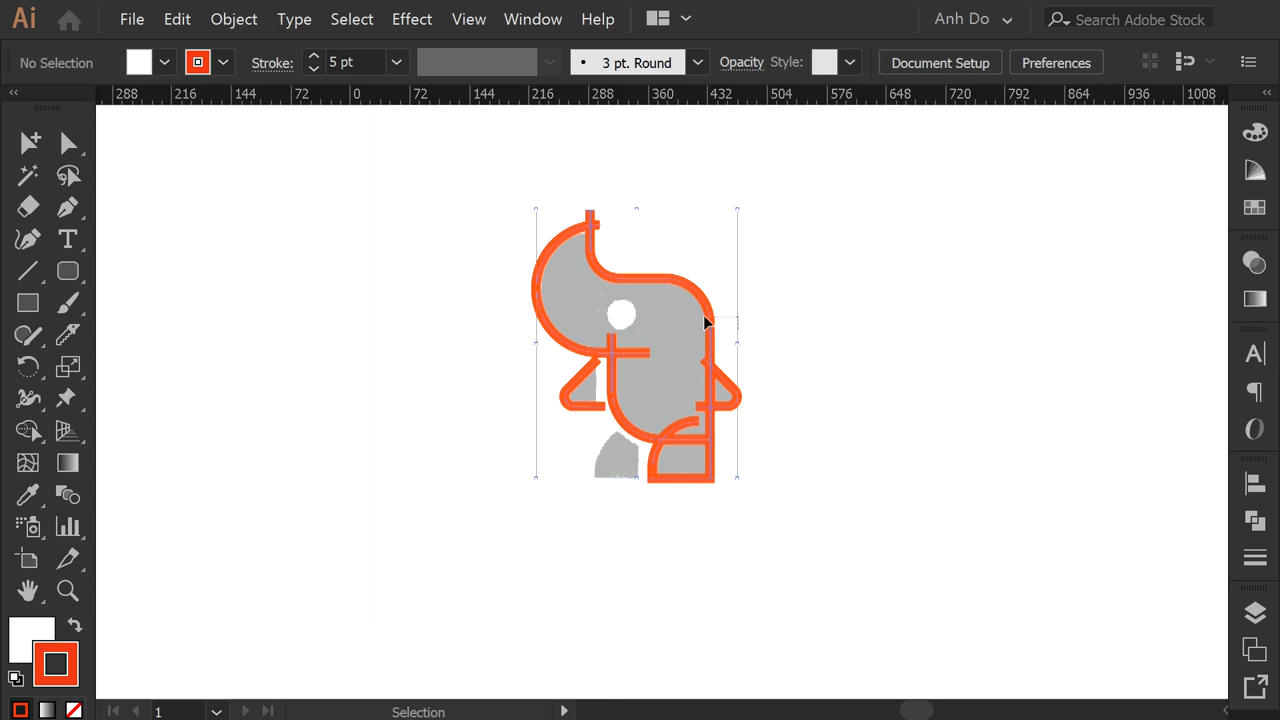 Ai File Edit Object Type Select Effect View Window Help Anh Do Search Adobe Stock
No Selection Stroke: 5 pt 3 pt. Round Opacity Style: Document Setup Preferences
288 216 144 72 0 72 144 216 288 360 432 504 576 648 720 792 864 936 1008
1 Selection